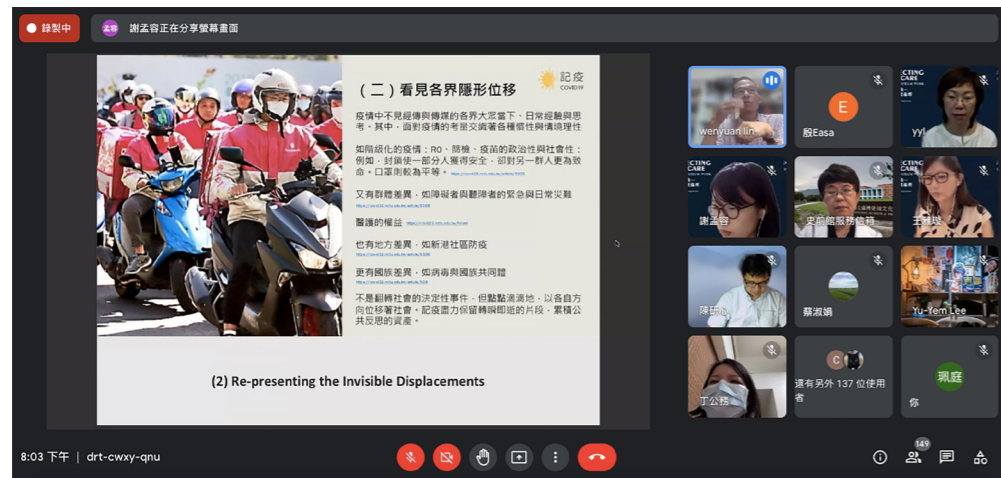 錄製中
孟容
謝孟容正在分享螢幕畫面
記疫
COVID19
(二)看見各界隱形位移
疫情中不見經傳與傳媒的各界大眾當下、日常經驗與思
考。其中,面對疫情的考量交織著各種慣性與情境理性
如階級化的疫情:R0、篩檢、疫苗的政治性與社會性:
例如,封鎖使一部分人獲得安全,卻對另一群人更為致
命。口罩則較為平等。
又有群體差異,如障礙者與聽障者的緊急與日常災難
醫護的權益
也有地方差異,如新港社區防疫
更有國族差異,如病毒與國族共同體
不是翻轉社會的決定性事件,但點點滴滴地,以各自方
向位移著社會。記疫盡力保留轉瞬即逝的片段,累積公
共反思的資產。
(2) Re-presenting the Invisible Displacements
wenyuan lin
E
殷Easa
CTING
CARE
yyl
CTING
CARE
謝孟容
史前館服務信箱
CTING
CARE
蔡淑娟
Yu-Yem Lee
丁公務
C
還有另外 137 位使用
者
珮庭
你
8:03 下午 | drt-cwxy-qnu
149